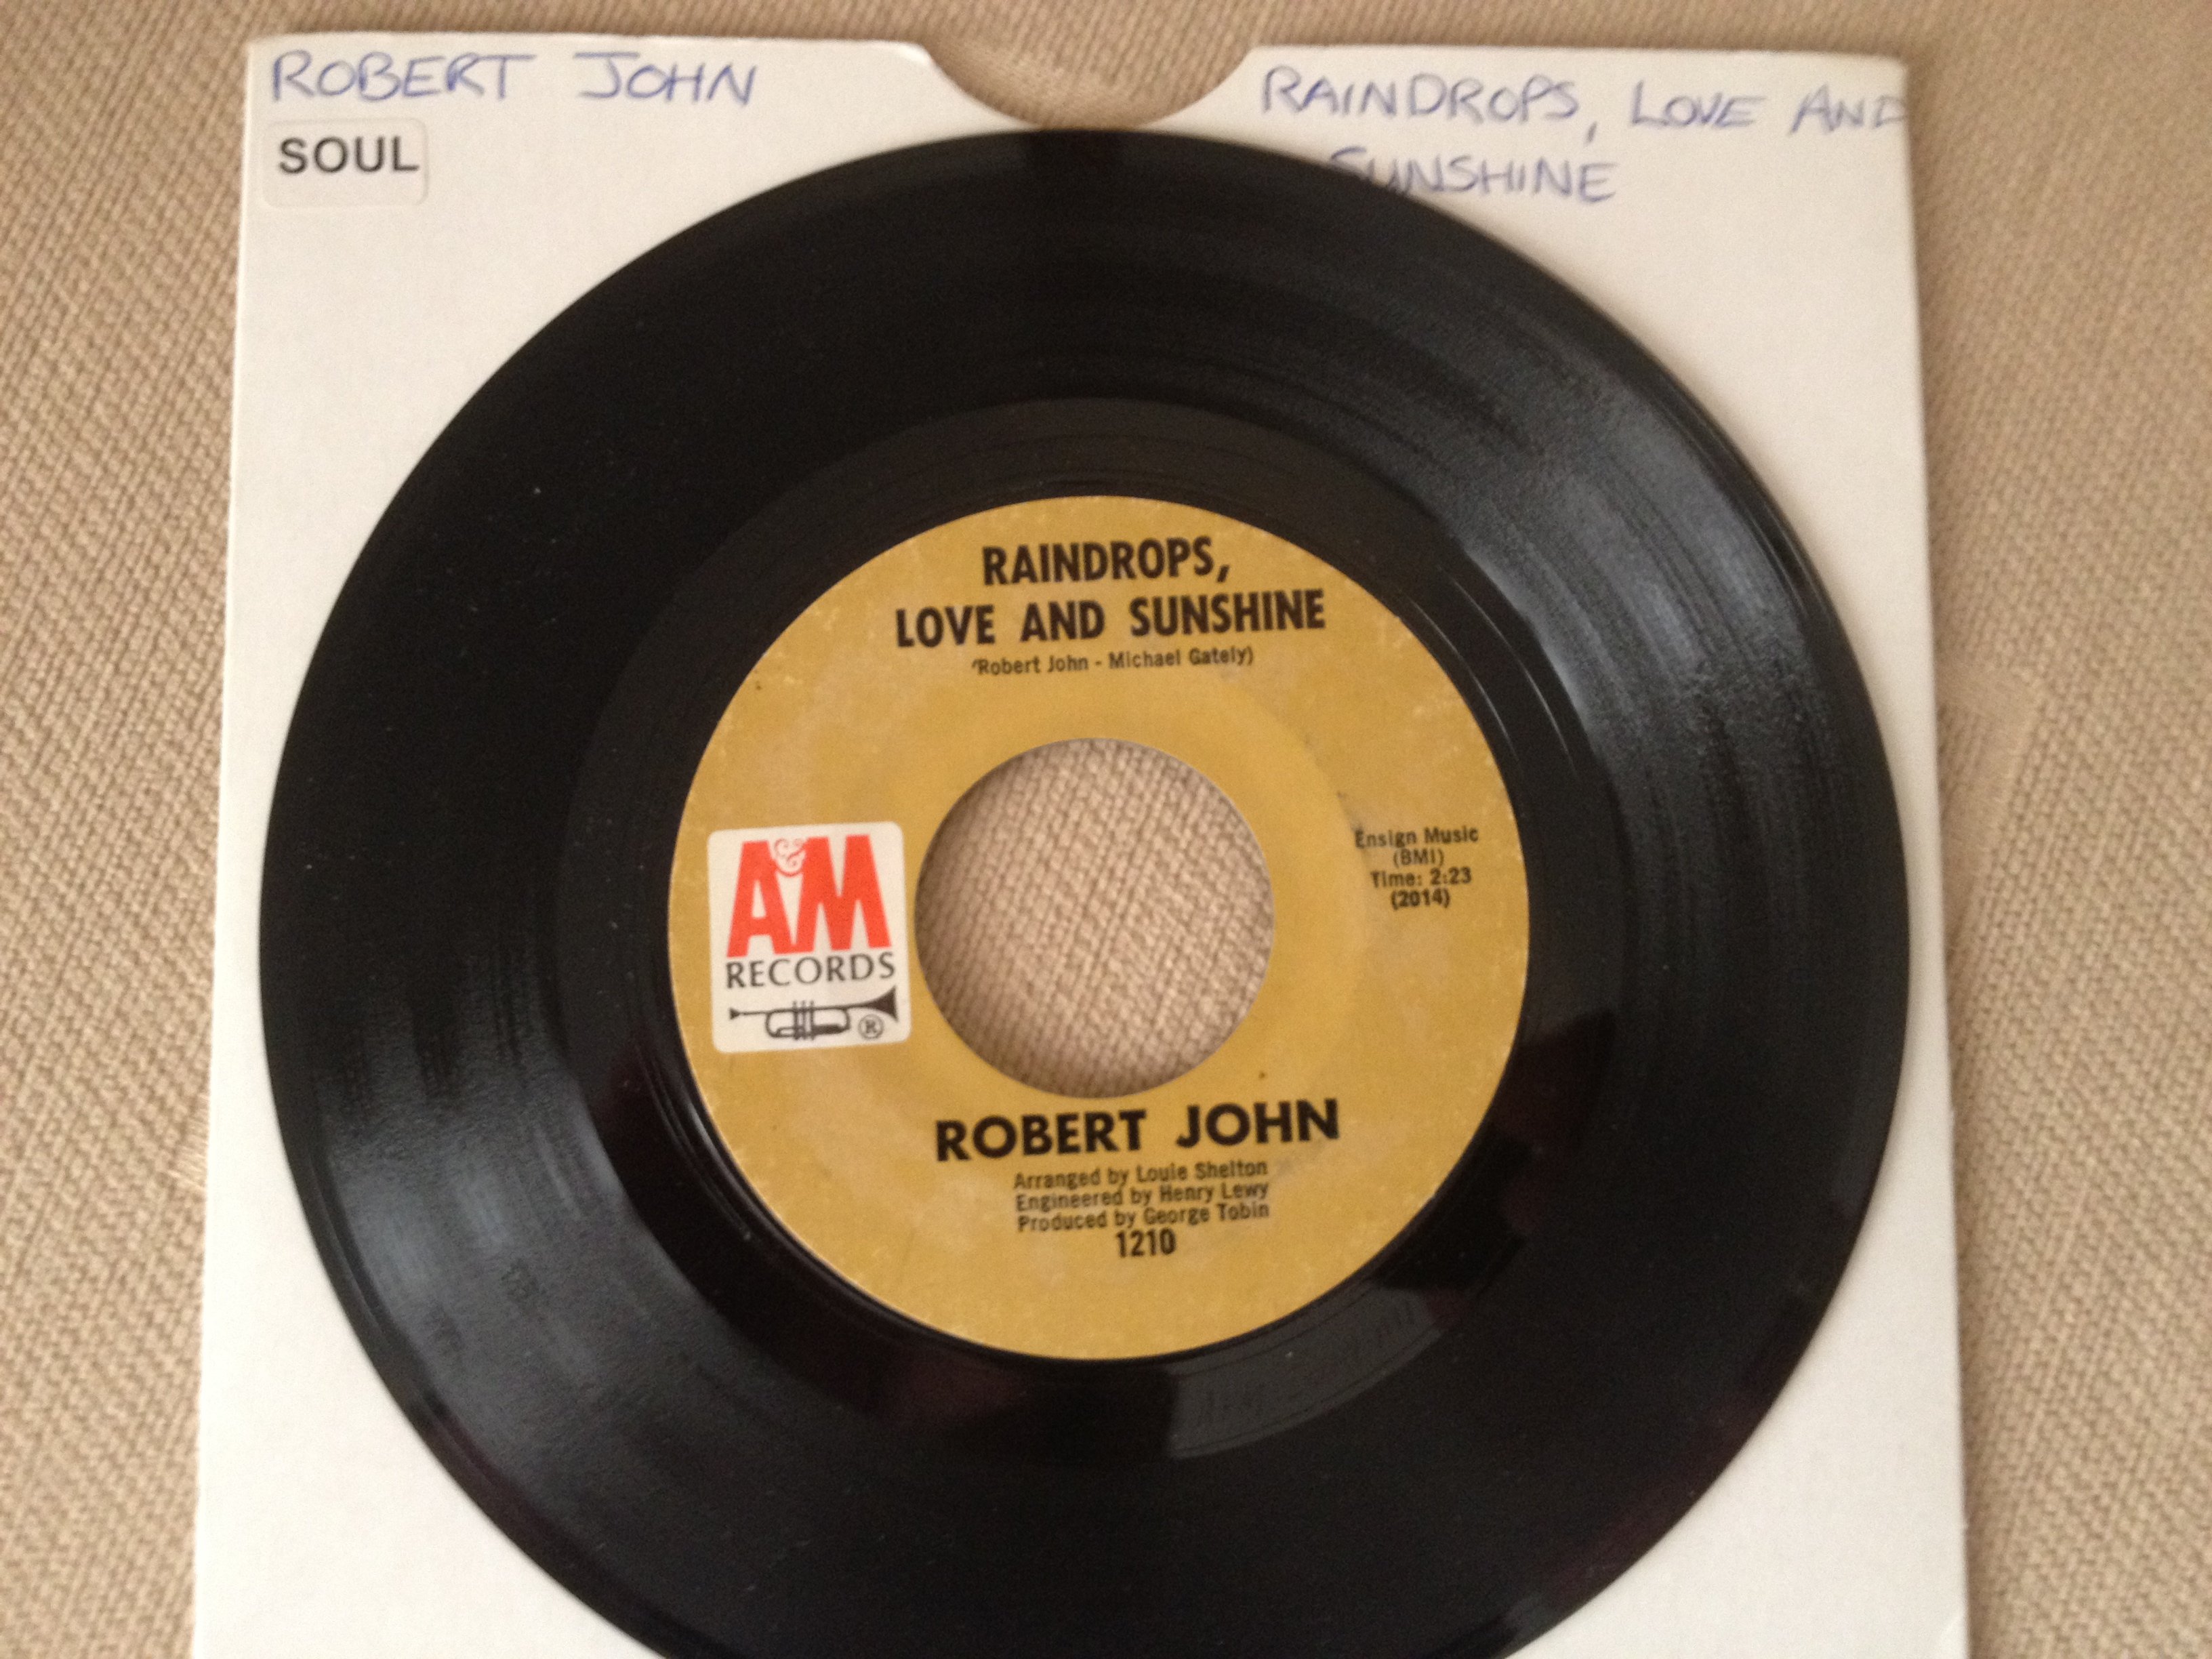 ROBERT JOHN
SOUL
RAINDROPS, LOVE AND
SUNSHINE
RAINDROPS,
LOVE AND SUNSHINE
(Robert John - Michael Gately)
A&M
RECORDS
®
Ensign Music
(BMI)
Time: 2:23
(2014)
ROBERT JOHN
Arranged by Louie Shelton
Engineered by Henry Lewy
Produced by George Tobin
1210